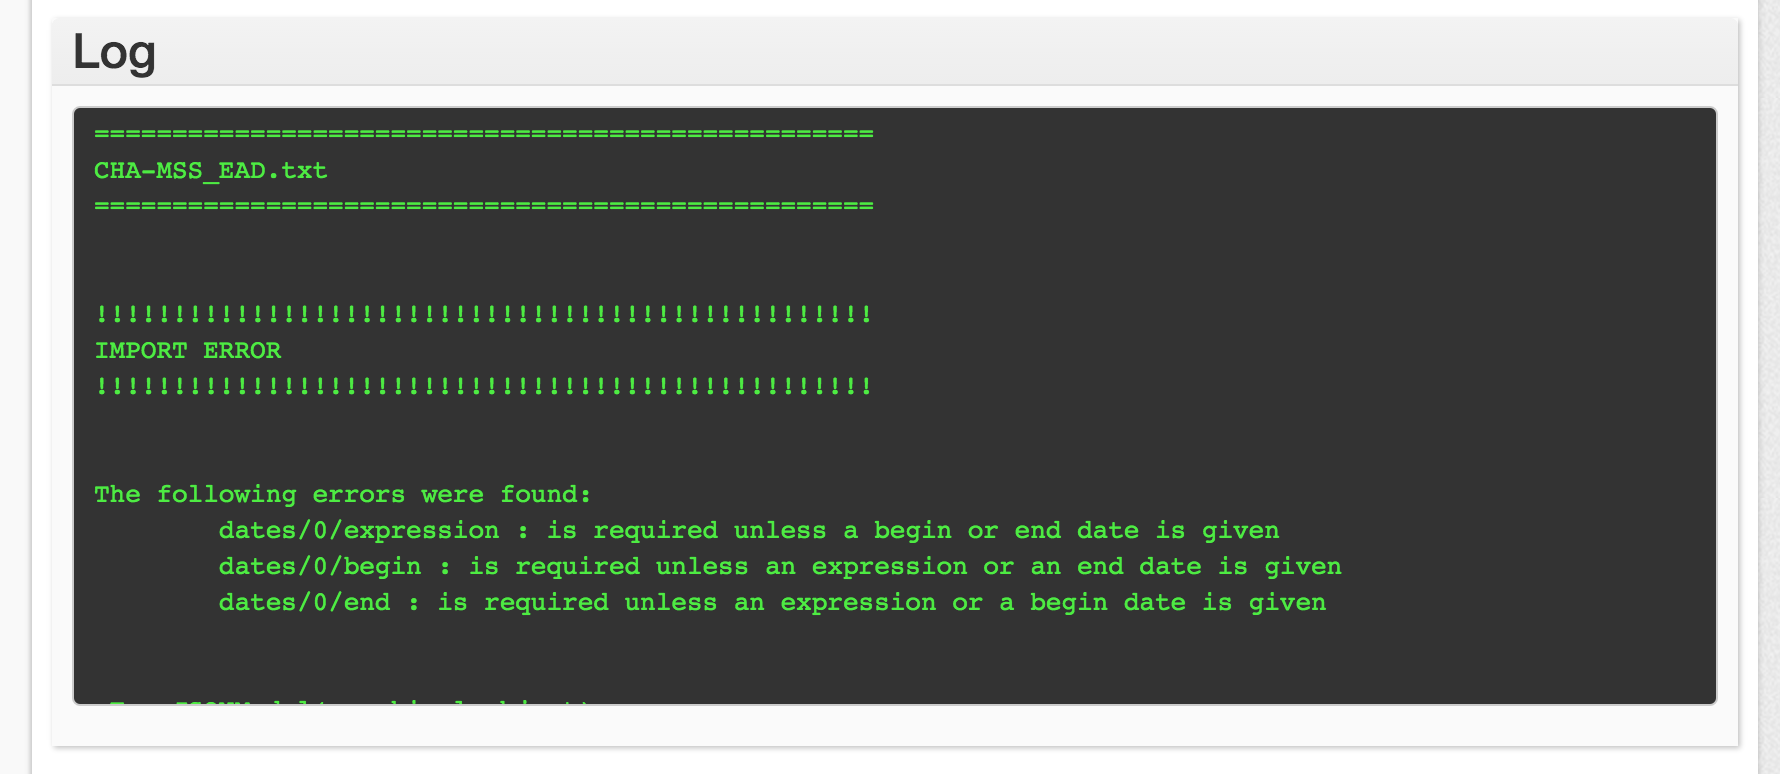 Log
==================================================
CHA-MSS_EAD.txt
==================================================
!!!!!!!!!!!!!!!!!!!!!!!!!!!!!!!!!!!!!!!!!!!!!!!!!!
IMPORT ERROR
!!!!!!!!!!!!!!!!!!!!!!!!!!!!!!!!!!!!!!!!!!!!!!!!!!
The following errors were found:
dates/0/expression : is required unless a begin or end date is given
dates/0/begin : is required unless an expression or an end date is given
dates/0/end : is required unless an expression or a begin date is given